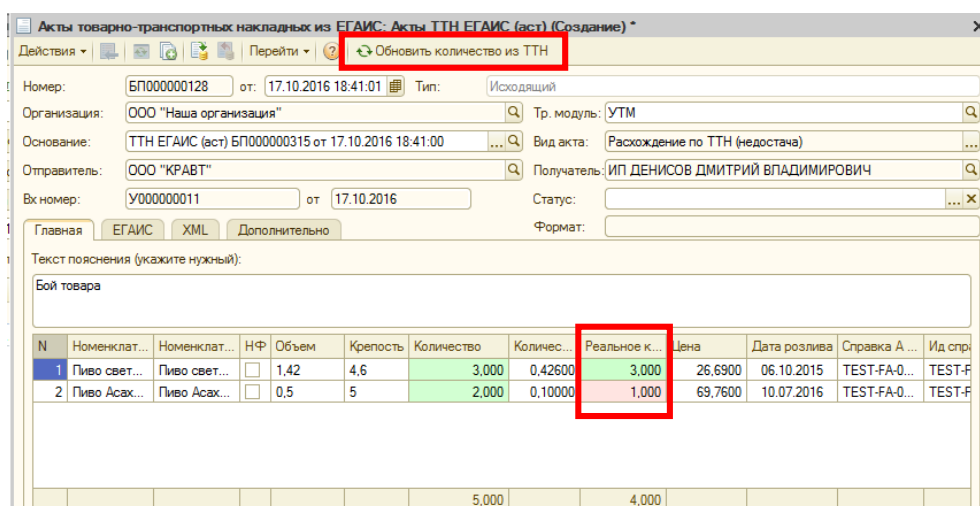 Акты товарно-транспортных накладных из ЕГАИС: Акты ТТН ЕГАИС (аст) (Создание) *
Действия Перейти ? Обновить количество из ТТН
Номер: БП000000128 от: 17.10.2016 18:41:01 Тип: Исходящий
Организация: ООО "Наша организация" Тр. модуль: УТМ
Основание: ТТН ЕГАИС (аст) БП000000315 от 17.10.2016 18:41:00 ... Вид акта: Расхождение по ТТН (недостача) ...
Отправитель: ООО "КРАВТ" Получатель: ИП ДЕНИСОВ ДМИТРИЙ ВЛАДИМИРОВИЧ
Вх номер: У000000011 от 17.10.2016 Статус: ... X
Главная ЕГАИС XML Дополнительно Формат:
Текст пояснения (укажите нужный):
Бой товара
N Номенклат... Номенклат... НФ Объем Крепость Количество Количес... Реальное к... Цена Дата розлива Справка А ... Ид спра
1 Пиво свет... Пиво свет... 1,42 4,6 3,000 0,42600 3,000 26,6900 06.10.2015 TEST-FA-0... TEST-F
2 Пиво Асах... Пиво Асах... 0,5 5 2,000 0,10000 1,000 69,7600 10.07.2016 TEST-FA-0... TEST-F
5,000 4,000